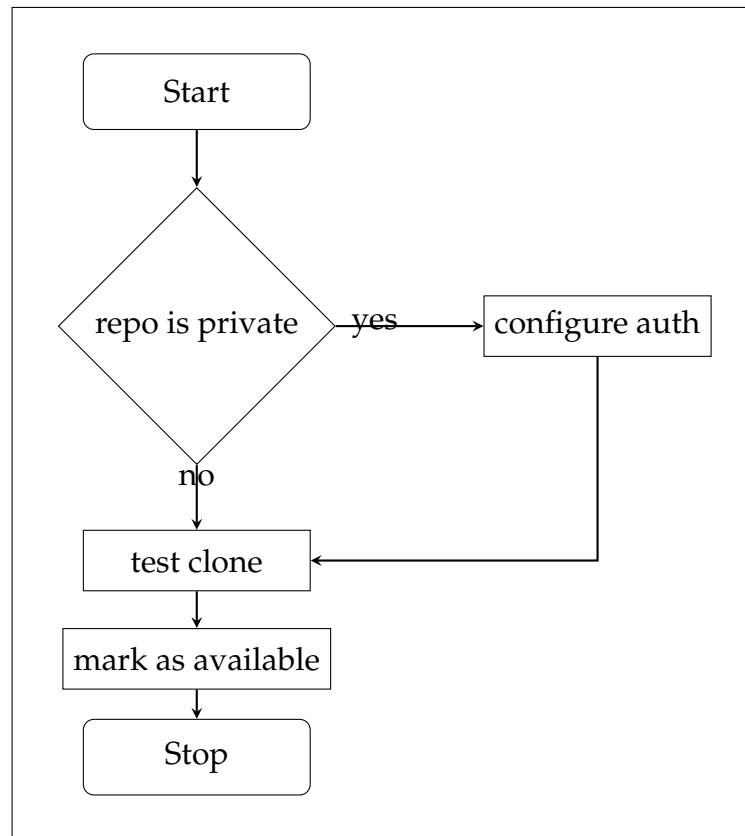 Start
repo is private
yes
configure auth
no
test clone
mark as available
Stop